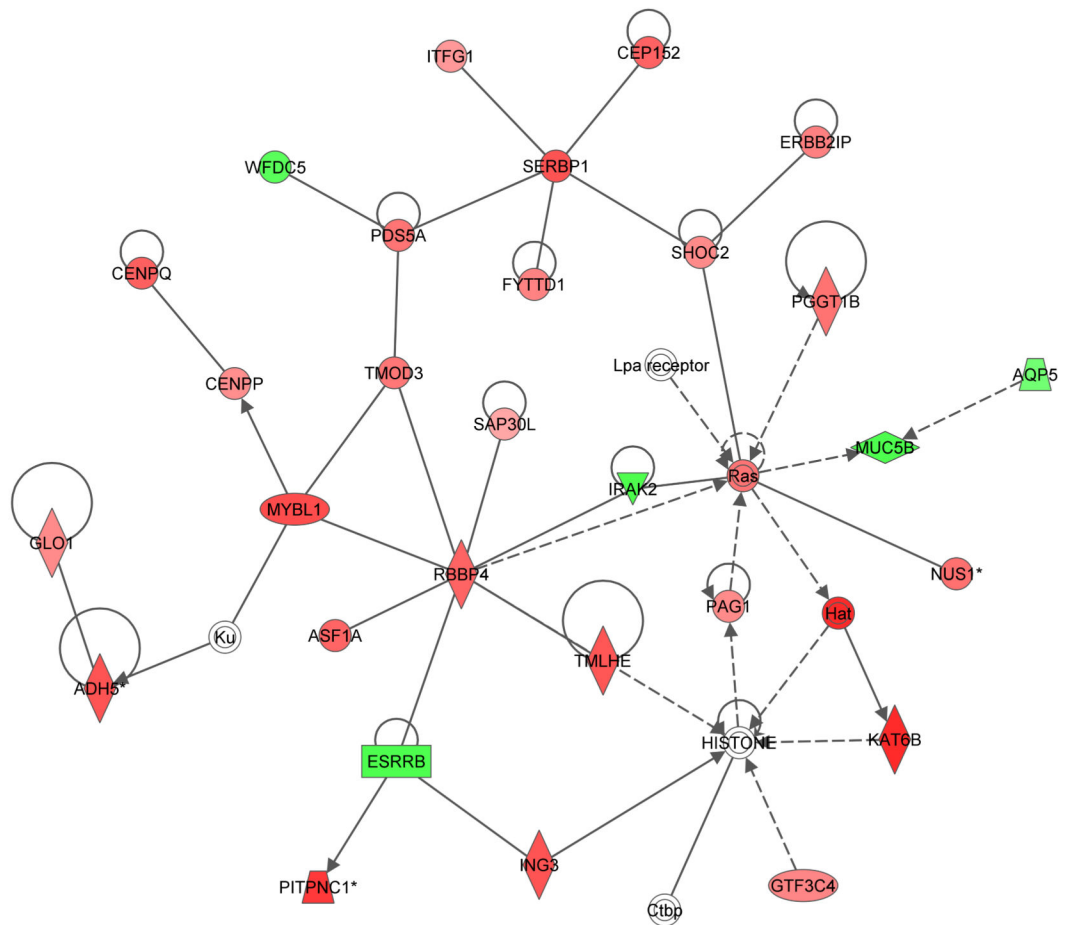 ITFG1
CEP152
ERBB2IP
WFDC5
SERBP1
PDS5A
SHOC2
CENPQ
FYTTD1
PGGT1B
Lpa receptor
TMOD3
AQP5
CENPP
SAP30L
MUC5B
Ras
IRAK2
MYBL1
GLO1
RBBP4
NUS1*
PAG1
Hat
ASF1A
Ku
TMLHE
ADH5*
HISTONE
KAT6B
ESRRB
ING3
PITPNC1*
GTF3C4
Ctbp